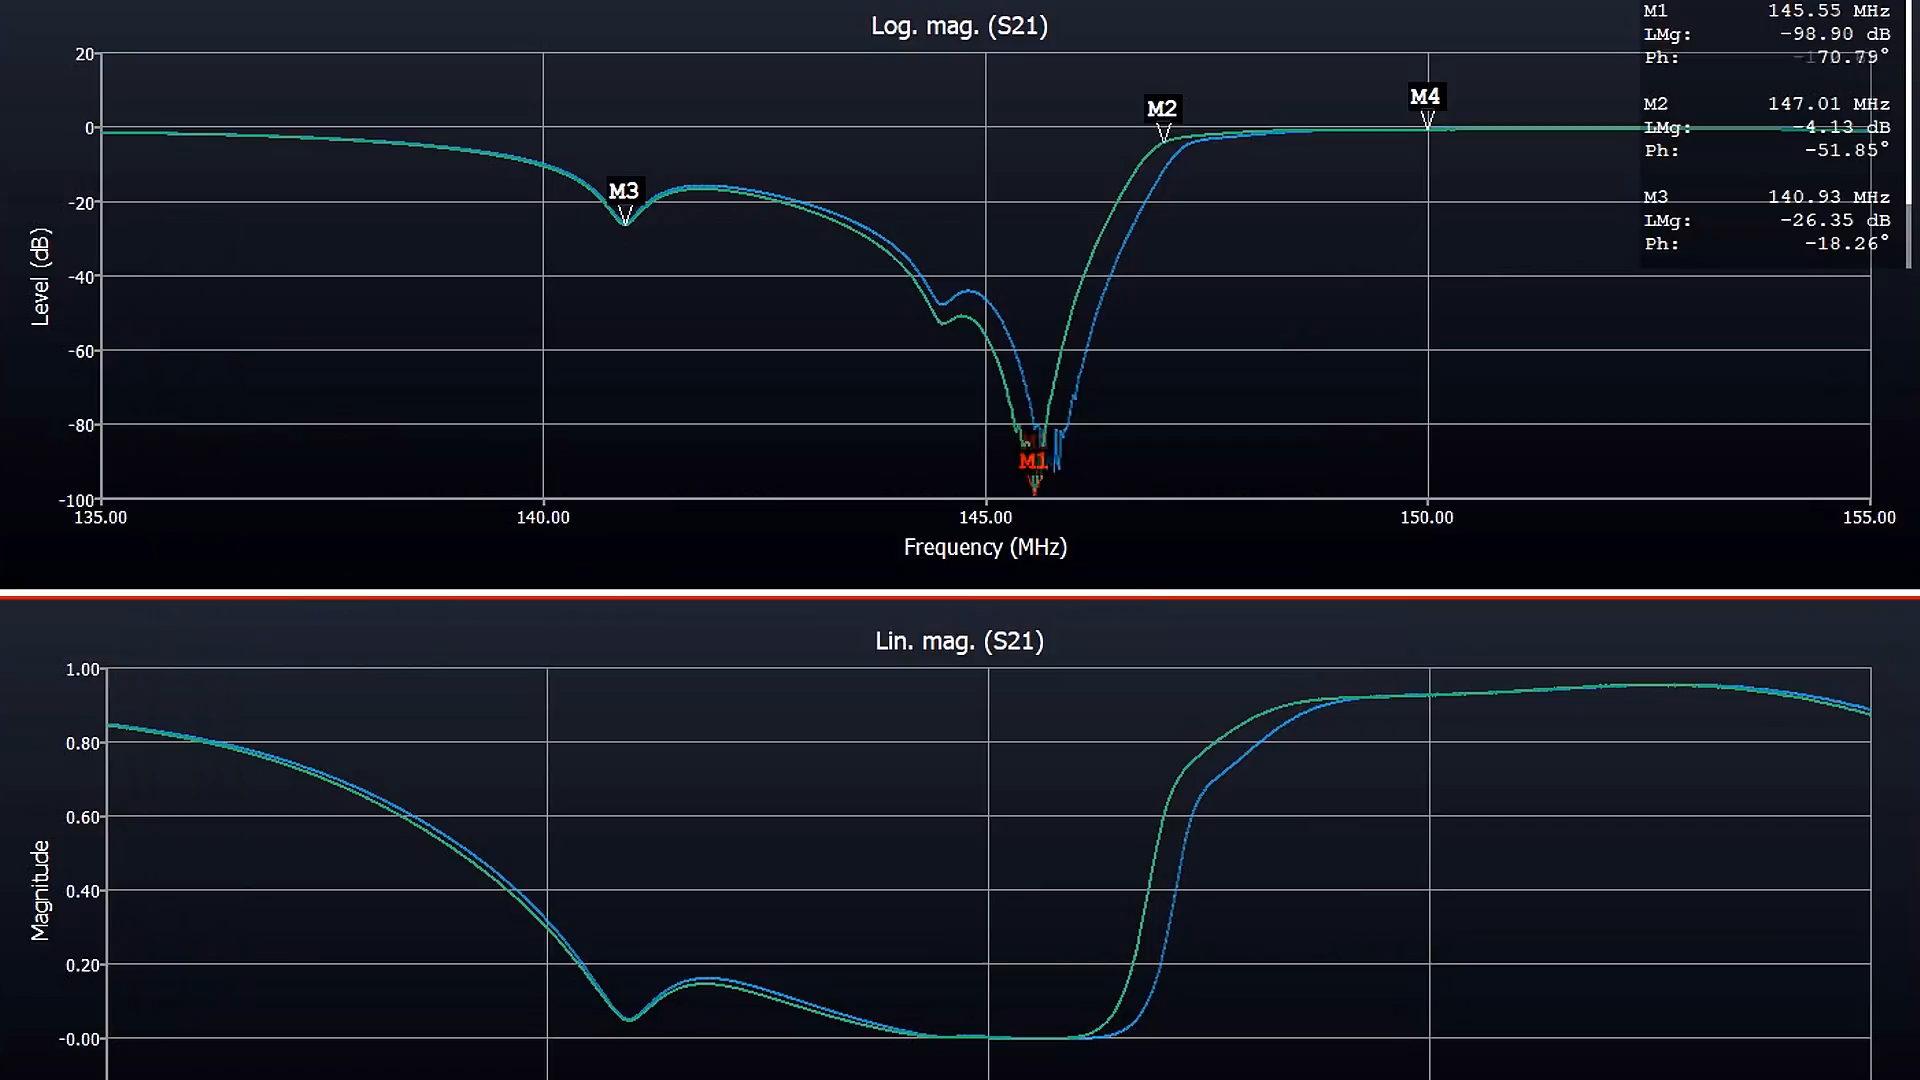 Log. mag. (S21)
M1 145.55 MHz
LMg: -98.90 dB
Ph: -170.79°
M2 147.01 MHz
LMg: -4.13 dB
Ph: -51.85°
M3 140.93 MHz
LMg: -26.35 dB
Ph: -18.26°
20
0
-20
-40
-60
-80
-100
Level (dB)
M3
M1
M2
M4
135.00 140.00 145.00 150.00 155.00
Frequency (MHz)
Lin. mag. (S21)
1.00
0.80
0.60
0.40
0.20
-0.00
Magnitude